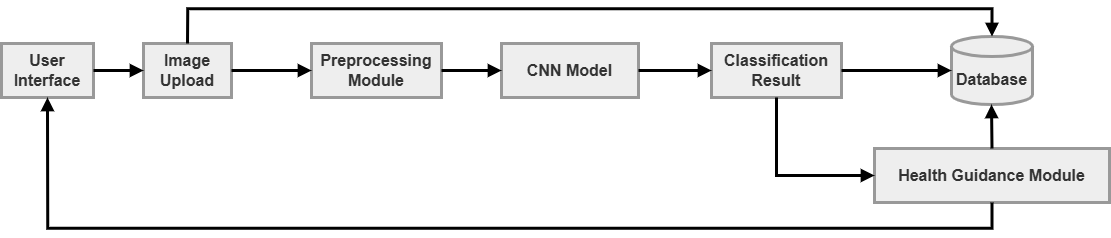 User
Interface
Image
Upload
Preprocessing
Module
CNN Model
Classification
Result
Database
Health Guidance Module